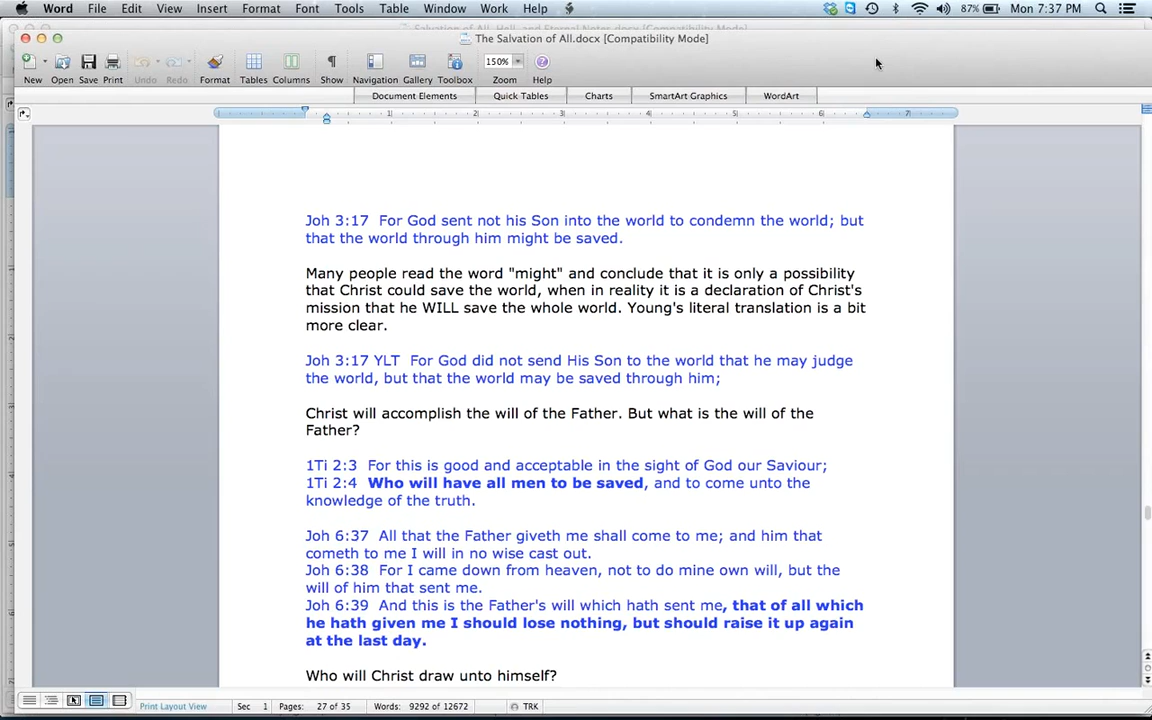 Word File Edit View Insert Format Font Tools Table Window Work Help 87% Mon 7:37 PM
The Salvation of All.docx [Compatibility Mode]
150%
New Open Save Print Undo Redo Format Tables Columns Show Navigation Gallery Toolbox Zoom Help
Document Elements Quick Tables Charts SmartArt Graphics WordArt
1 2 3 4 5 6 7
Joh 3:17 For God sent not his Son into the world to condemn the world; but
that the world through him might be saved.
Many people read the word "might" and conclude that it is only a possibility
that Christ could save the world, when in reality it is a declaration of Christ's
mission that he WILL save the whole world. Young's literal translation is a bit
more clear.
Joh 3:17 YLT For God did not send His Son to the world that he may judge
the world, but that the world may be saved through him;
Christ will accomplish the will of the Father. But what is the will of the
Father?
1Ti 2:3 For this is good and acceptable in the sight of God our Saviour;
1Ti 2:4 Who will have all men to be saved, and to come unto the
knowledge of the truth.
Joh 6:37 All that the Father giveth me shall come to me; and him that
cometh to me I will in no wise cast out.
Joh 6:38 For I came down from heaven, not to do mine own will, but the
will of him that sent me.
Joh 6:39 And this is the Father's will which hath sent me, that of all which
he hath given me I should lose nothing, but should raise it up again
at the last day.
Who will Christ draw unto himself?
Print Layout View Sec 1 Pages: 27 of 35 Words: 9292 of 12672 TRK